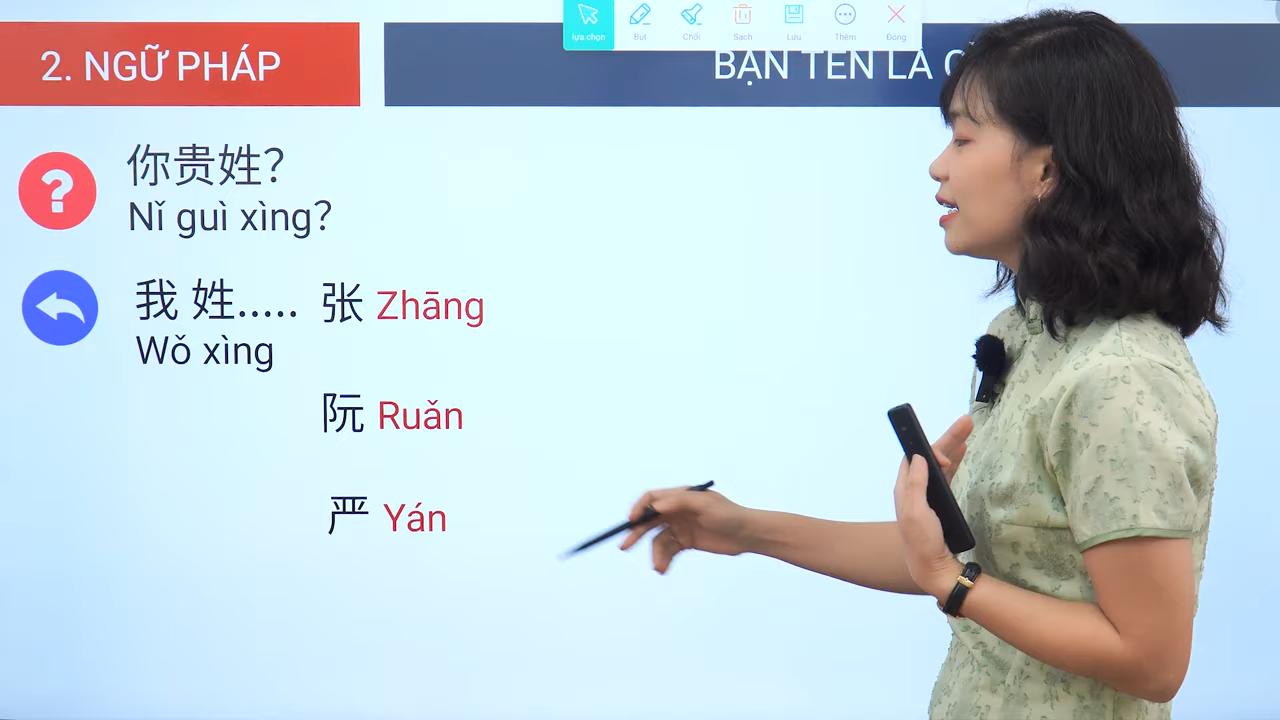 lựa chọn
Bút
Chổi
Sạch
Lưu
Thêm
Đóng
2. NGỮ PHÁP
BẠN TÊN LÀ
你贵姓?
Nǐ guì xìng?
我 姓..... 张 Zhāng
Wǒ xìng
阮 Ruǎn
严 Yán